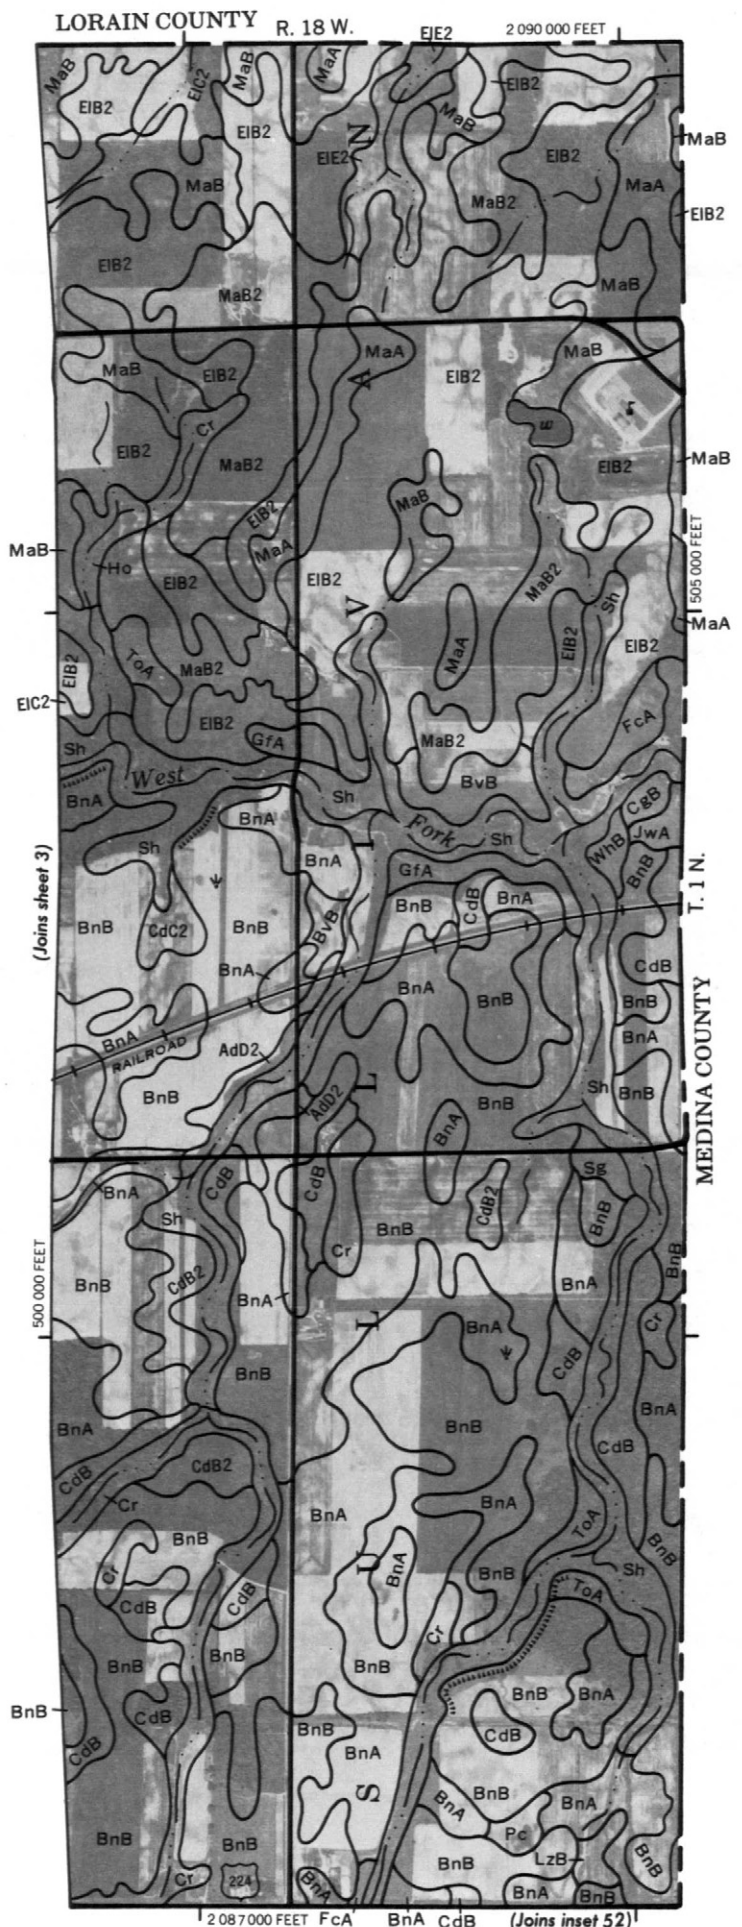 LORAIN COUNTY
R. 18 W.
EIE2
2 090 000 FEET
MaB
EIC2
MaB
MaA
EIB2
EIB2
EIB2
MaB
N
MaB
EIE2
EIB2
MaB
MaA
MaB2
EIB2
EIB2
MaB2
MaB
MaB
EIB2
MaA
A
EIB2
MaB
Cr
EIB2
MaB2
w
EIB2
MaB
MaB
EIB2
MaA
505 000 FEET
MaB
Ho
EIB2
EIB2
MaB2
Sh
V
MaA
EIB2
MaA
EIB2
EIB2
ToA
MaB2
EIC2
EIB2
FcA
GfA
MaB2
Sh
West
BvB
BnA
Sh
CgB
BnA
Fork
Sh
JwA
WhB
Sh
BnA
I
GfA
BnB
T. 1 N.
(Joins sheet 3)
BnB
CdC2
BnB
BvB
BnB
CdB
BnA
BnA
CdB
BnA
BnB
BnB
BnA
RAILROAD
AdD2
BnA
BnB
AdD2
L
BnB
Sh
BnB
MEDINA COUNTY
BnA
CdB
CdB
Sg
BnA
Sh
CdB2
BnB
BnB
BnB
CdB2
Cr
BnB
BnA
BnA
500 000 FEET
L
BnA
Cr
BnB
CdB
BnA
BnA
BnB
CdB
CdB
CdB2
Cr
BnA
BnA
ToA
BnB
Cr
BnB
U
BnA
BnB
Sh
ToA
CdB
CdB
Cr
BnB
BnB
BnB
BnB
BnA
BnB
CdB
CdB
BnB
CdB
BnA
S
BnB
BnA
BnA
BnB
BnB
Pc
BnB
LzB
BnB
Cr
224
BnA
BnA
BnB
2 087 000 FEET
FcA
BnA
CdB
(Joins inset 52)